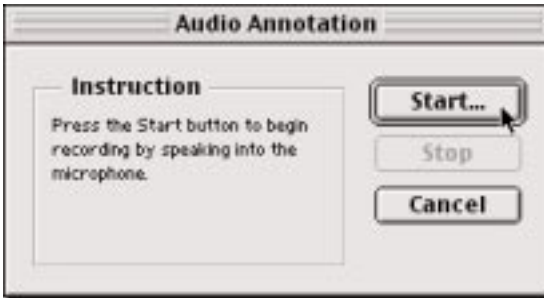 Audio Annotation
Instruction
Press the Start button to begin
recording by speaking into the
microphone.
Start...
Stop
Cancel